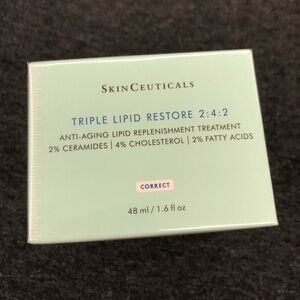 SKINCEUTICALS
TRIPLE LIPID RESTORE 2:4:2
ANTI-AGING LIPID REPLENISHMENT TREATMENT
2% CERAMIDES | 4% CHOLESTEROL | 2% FATTY ACIDS
CORRECT
48 ml / 1.6 fl oz